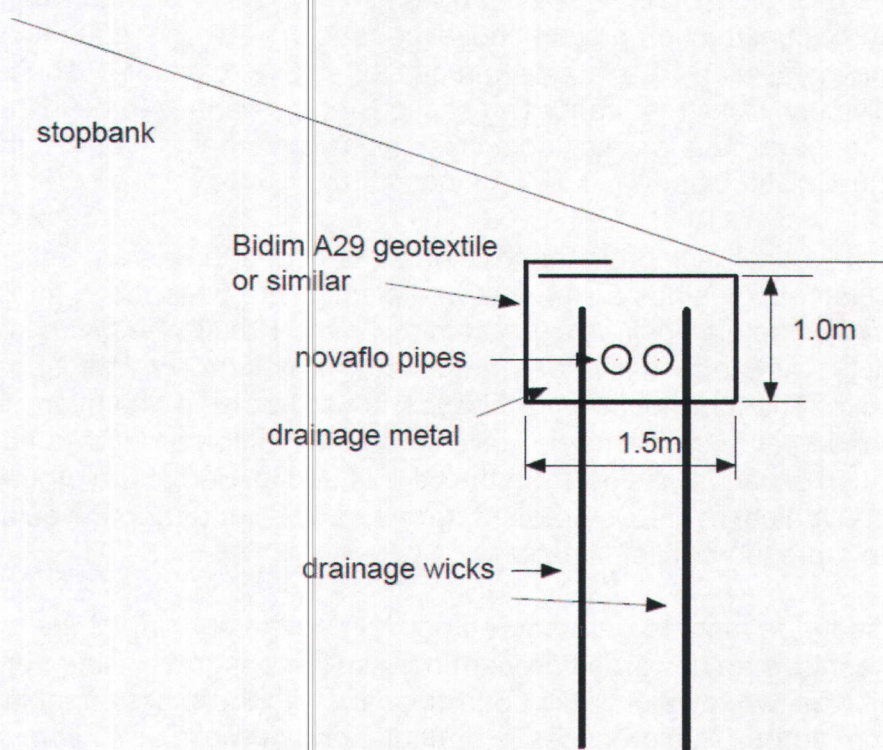 stopbank
Bidim A29 geotextile
or similar
1.0m
novaflo pipes
drainage metal
1.5m
drainage wicks